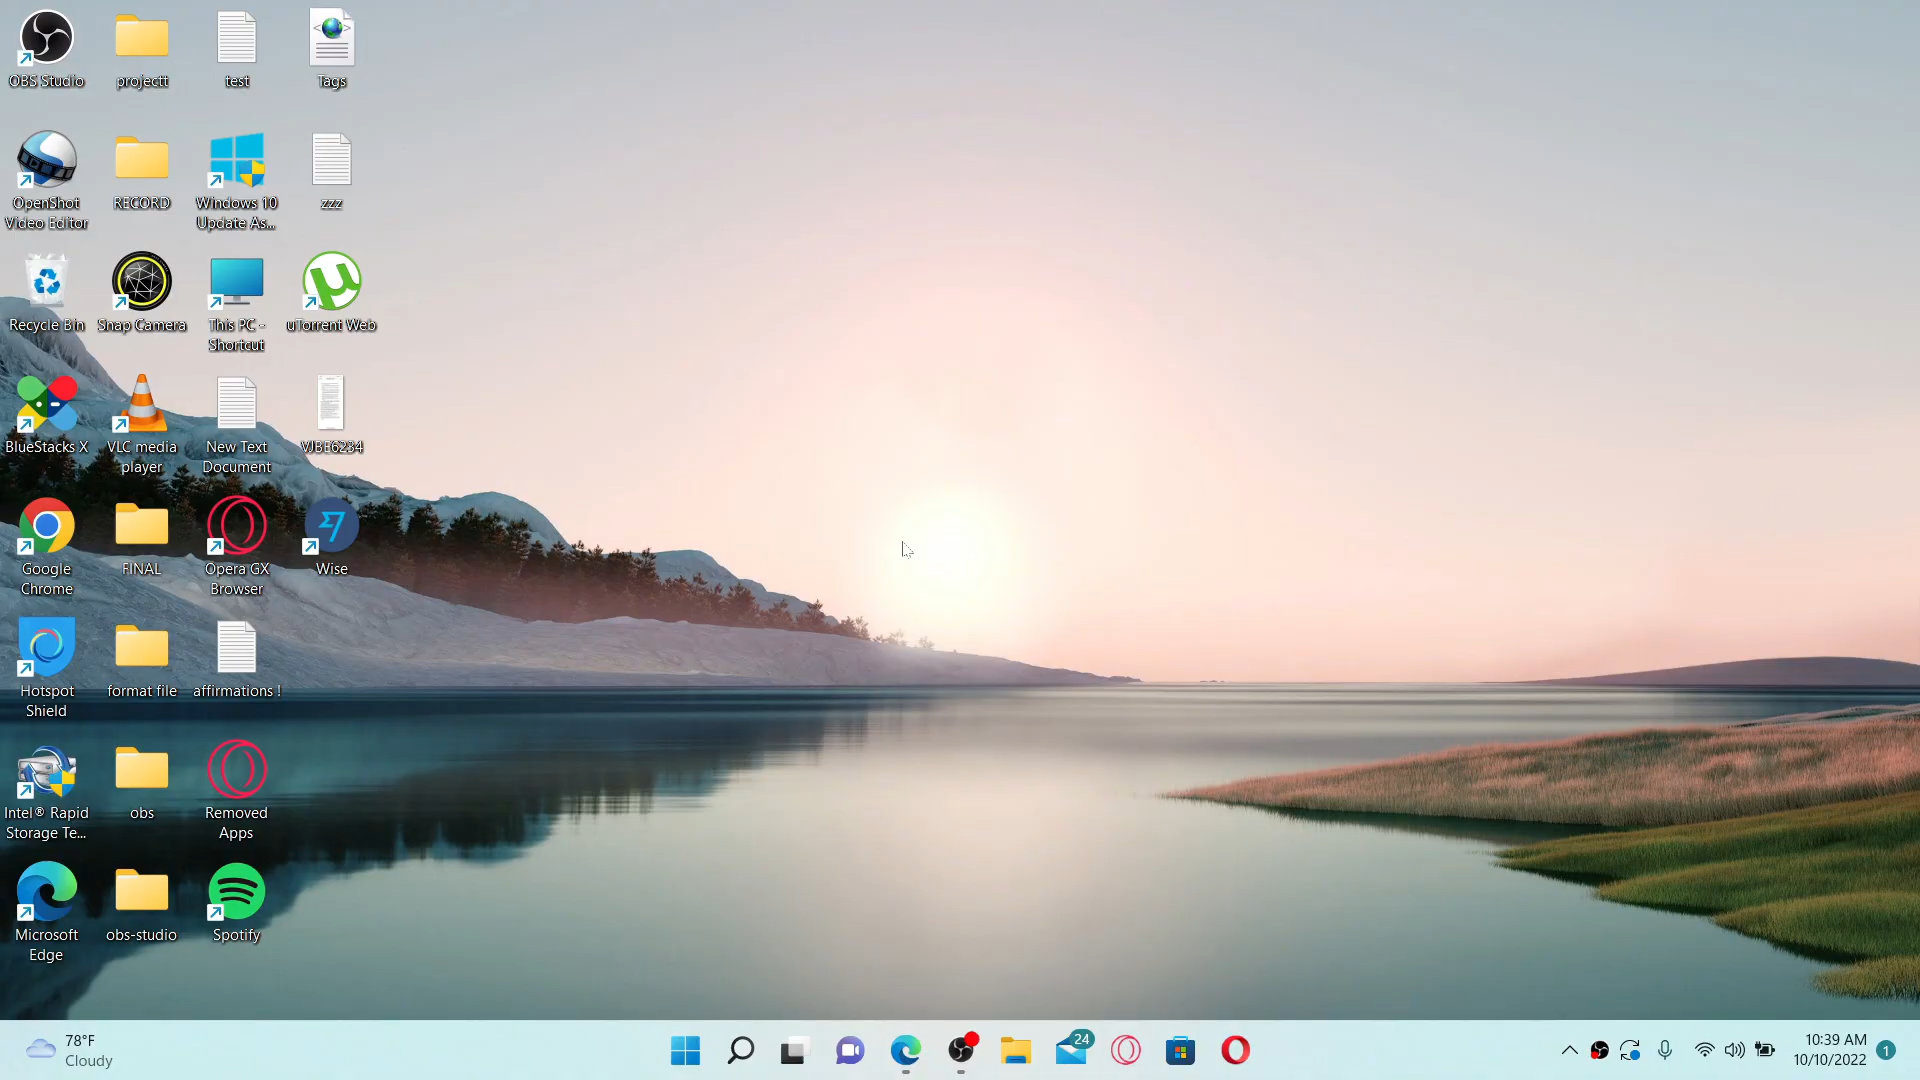 OBS Studio
projectt
test
Tags
OpenShot
Video Editor
RECORD
Windows 10
Update As...
zzz
Recycle Bin
Snap Camera
This PC -
Shortcut
uTorrent Web
BlueStacks X
VLC media
player
New Text
Document
VJBE6234
Google
Chrome
FINAL
Opera GX
Browser
Wise
Hotspot
Shield
format file
affirmations !
Intel® Rapid
Storage Te...
obs
Removed
Apps
Microsoft
Edge
obs-studio
Spotify
78°F
Cloudy
24
10:39 AM
10/10/2022
1